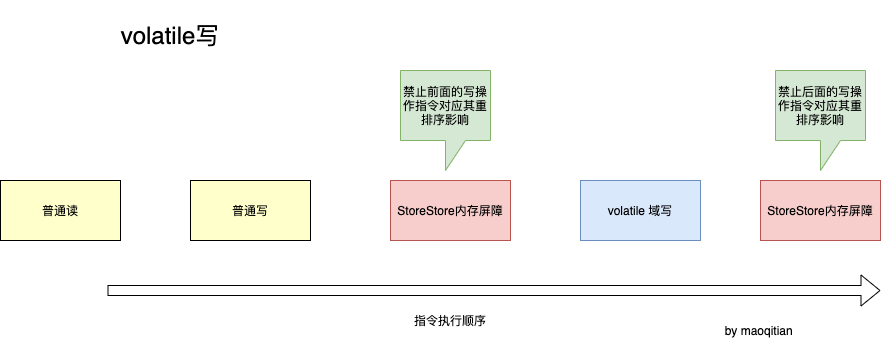 volatile写
禁止前面的写操
作指令对应其重
排序影响
禁止后面的写操
作指令对应其重
排序影响
普通读
普通写
StoreStore内存屏障
volatile 域写
StoreStore内存屏障
指令执行顺序
by maoqitian